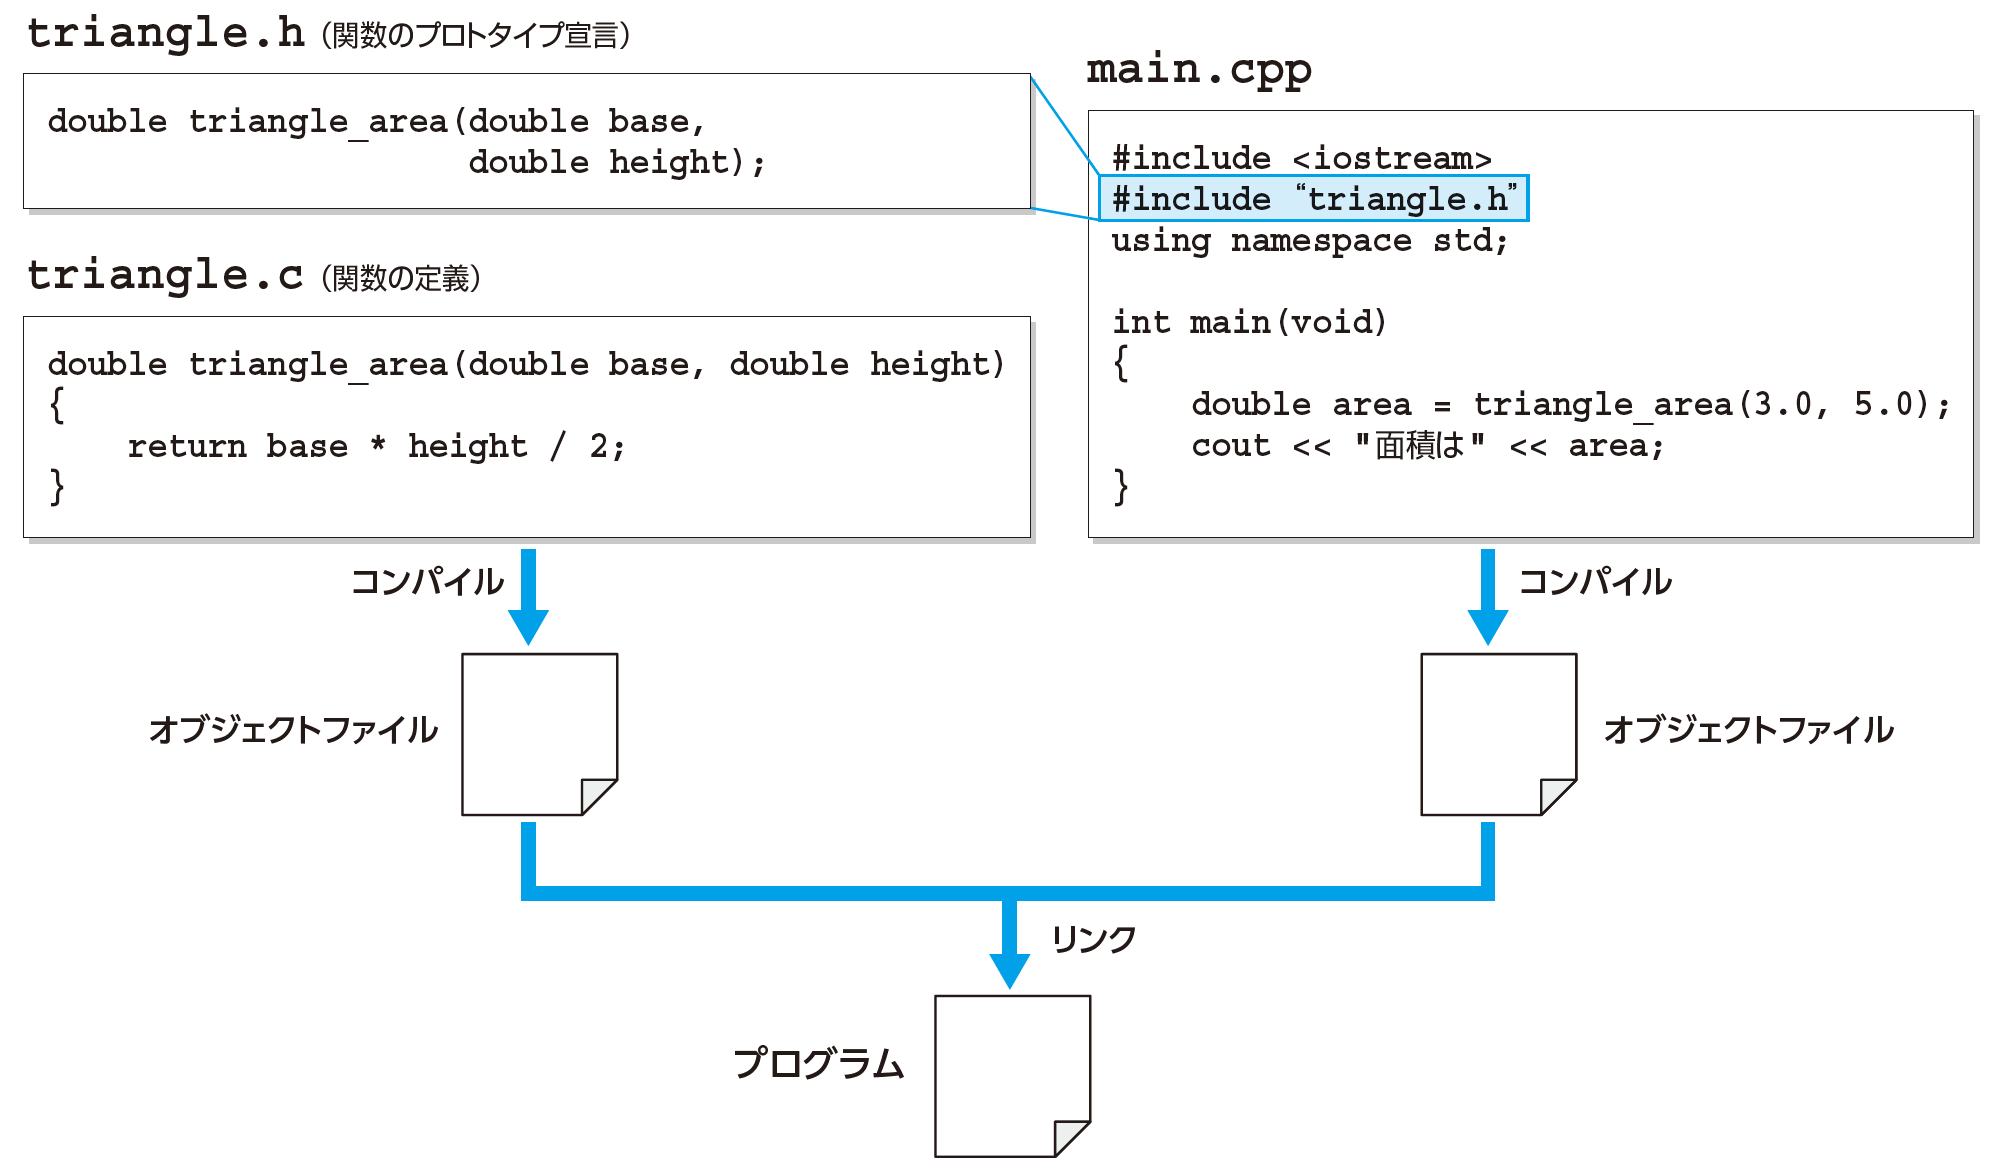 triangle.h（関数のプロトタイプ宣言）
double triangle_area(double base,
                     double height);
triangle.c（関数の定義）
double triangle_area(double base, double height)
{
    return base * height / 2;
}
main.cpp
#include <iostream>
#include “triangle.h”
using namespace std;
int main(void)
{
    double area = triangle_area(3.0, 5.0);
    cout << "面積は" << area;
}
コンパイル
コンパイル
オブジェクトファイル
オブジェクトファイル
リンク
プログラム